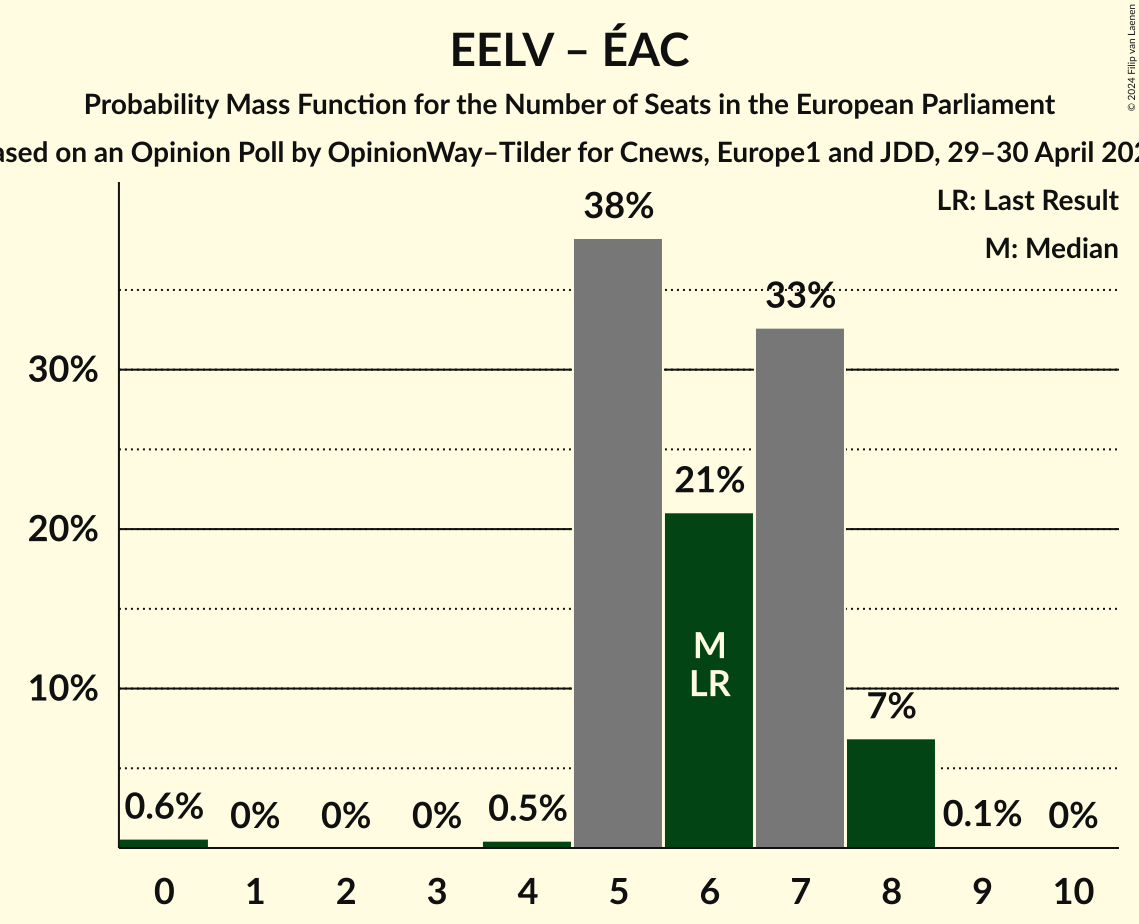 EELV – ÉAC
Probability Mass Function for the Number of Seats in the European Parliament
on an Opinion Poll by OpinionWay–Tilder for Cnews, Europe1 and JDD, 29–30 April
© 2024 Filip van Laenen
LR: Last Result
M: Median
38%
33%
30%
21%
20%
M
LR
10%
7%
0.6% 0% 0% 0% 0.5% 0.1% 0%
0 1 2 3 4 5 6 7 8 9 10